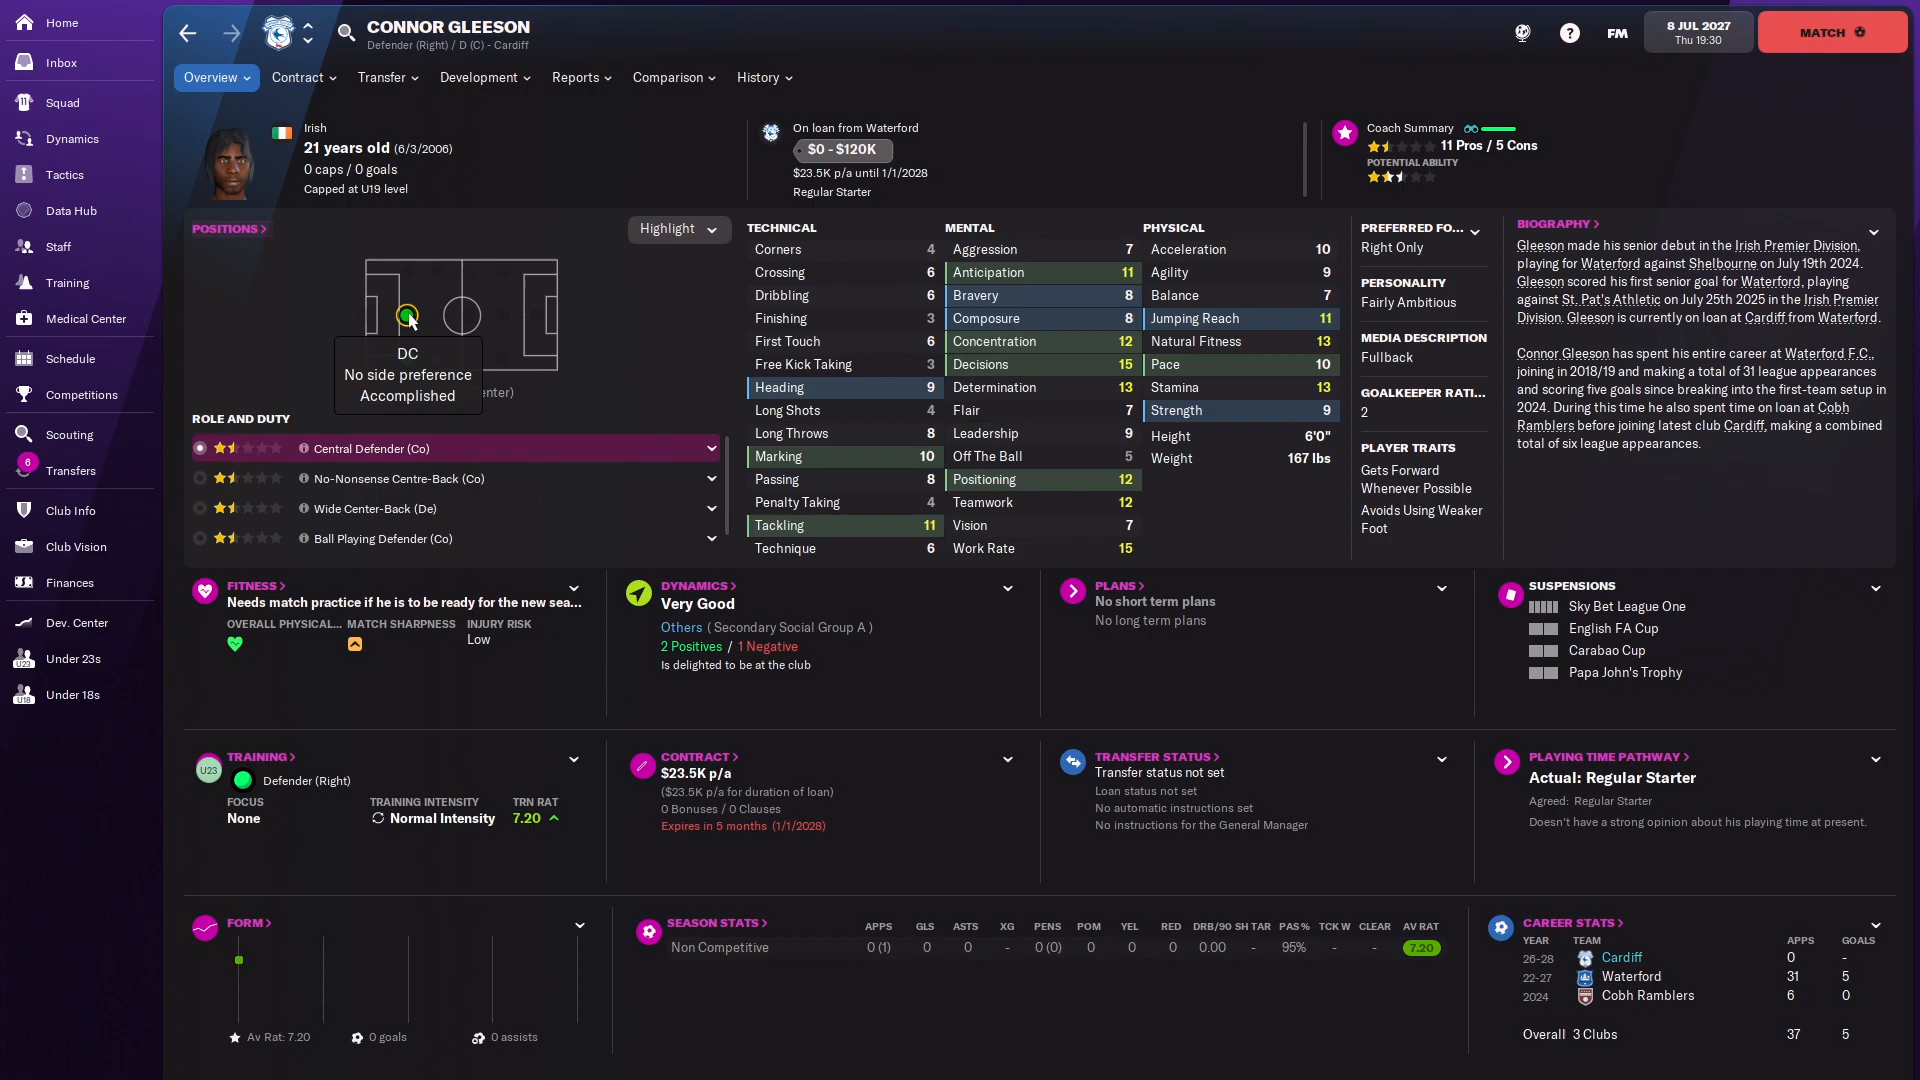 Home
Inbox
Squad
Dynamics
Tactics
Data Hub
Staff
Training
Medical Center
Schedule
Competitions
Scouting
6
Transfers
Club Info
Club Vision
Finances
Dev. Center
U23
Under 23s
U18
Under 18s
CONNOR GLEESON
Defender (Right) / D (C) - Cardiff
FM
8 JUL 2027
Thu 19:30
MATCH
Overview
Contract
Transfer
Development
Reports
Comparison
History
Irish
21 years old (6/3/2006)
0 caps / 0 goals
Capped at U19 level
On loan from Waterford
$0 - $120K
$23.5K p/a until 1/1/2028
Regular Starter
Coach Summary
11 Pros / 5 Cons
POTENTIAL ABILITY
POSITIONS
Highlight
DC
No side preference
Accomplished
enter)
ROLE AND DUTY
Central Defender (Co)
No-Nonsense Centre-Back (Co)
Wide Center-Back (De)
Ball Playing Defender (Co)
TECHNICAL
Corners 4
Crossing 6
Dribbling 6
Finishing 3
First Touch 6
Free Kick Taking 3
Heading 9
Long Shots 4
Long Throws 8
Marking 10
Passing 8
Penalty Taking 4
Tackling 11
Technique 6
MENTAL
Aggression 7
Anticipation 11
Bravery 8
Composure 8
Concentration 12
Decisions 15
Determination 13
Flair 7
Leadership 9
Off The Ball 5
Positioning 12
Teamwork 12
Vision 7
Work Rate 15
PHYSICAL
Acceleration 10
Agility 9
Balance 7
Jumping Reach 11
Natural Fitness 13
Pace 10
Stamina 13
Strength 9
Height 6'0"
Weight 167 lbs
PREFERRED FO...
Right Only
PERSONALITY
Fairly Ambitious
MEDIA DESCRIPTION
Fullback
GOALKEEPER RATI...
2
PLAYER TRAITS
Gets Forward
Whenever Possible
Avoids Using Weaker
Foot
BIOGRAPHY
Gleeson made his senior debut in the Irish Premier Division,
playing for Waterford against Shelbourne on July 19th 2024.
Gleeson scored his first senior goal for Waterford, playing
against St. Pat's Athletic on July 25th 2025 in the Irish Premier
Division. Gleeson is currently on loan at Cardiff from Waterford.
Connor Gleeson has spent his entire career at Waterford F.C.,
joining in 2018/19 and making a total of 31 league appearances
and scoring five goals since breaking into the first-team setup in
2024. During this time he also spent time on loan at Cobh
Ramblers before joining latest club Cardiff, making a combined
total of six league appearances.
FITNESS
Needs match practice if he is to be ready for the new sea...
OVERALL PHYSICAL... MATCH SHARPNESS INJURY RISK
Low
DYNAMICS
Very Good
Others ( Secondary Social Group A )
2 Positives / 1 Negative
Is delighted to be at the club
PLANS
No short term plans
No long term plans
SUSPENSIONS
Sky Bet League One
English FA Cup
Carabao Cup
Papa John's Trophy
TRAINING
U23
Defender (Right)
FOCUS TRAINING INTENSITY TRN RAT
None Normal Intensity 7.20
CONTRACT
$23.5K p/a
($23.5K p/a for duration of loan)
0 Bonuses / 0 Clauses
Expires in 5 months (1/1/2028)
TRANSFER STATUS
Transfer status not set
Loan status not set
No automatic instructions set
No instructions for the General Manager
PLAYING TIME PATHWAY
Actual: Regular Starter
Agreed: Regular Starter
Doesn't have a strong opinion about his playing time at present.
FORM
Av Rat: 7.20 0 goals 0 assists
SEASON STATS APPS GLS ASTS XG PENS POM YEL RED DRB/90 SH TAR PAS % TCK W CLEAR AV RAT
Non Competitive 0 (1) 0 0 - 0 (0) 0 0 0 0.00 - 95% - - 7.20
CAREER STATS
YEAR TEAM APPS GOALS
26-28 Cardiff 0 -
22-27 Waterford 31 5
2024 Cobh Ramblers 6 0
Overall 3 Clubs 37 5